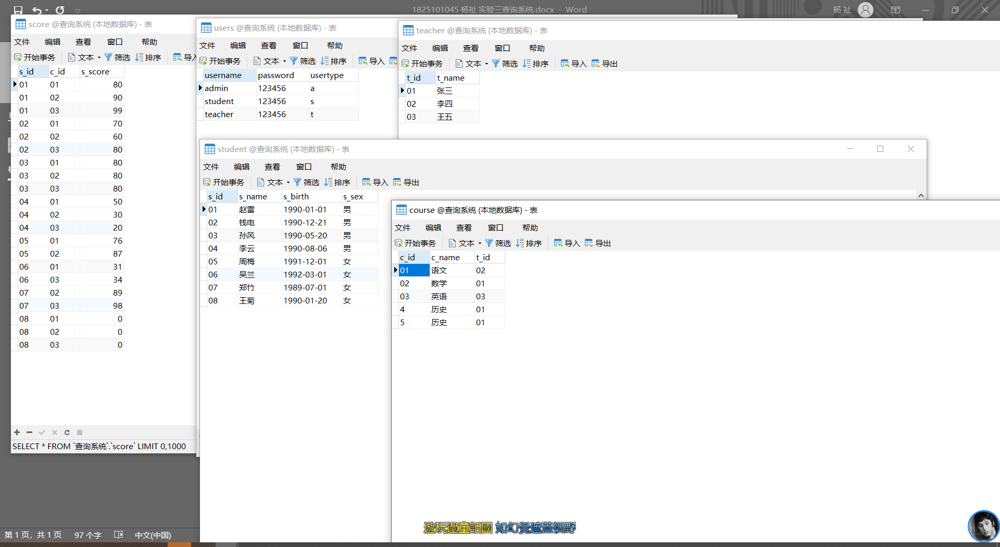 1825101045 杨祉 实验三查询系统.docx - Word
杨 祉
score @查询系统 (本地数据库) - 表
文件 编辑 查看 窗口 帮助
开始事务 文本 筛选 排序 导入
s_id c_id s_score
01 01 80
01 02 90
01 03 99
02 01 70
02 02 60
02 03 80
03 01 80
03 02 80
03 03 80
04 01 50
04 02 30
04 03 20
05 01 76
05 02 87
06 01 31
06 03 34
07 02 89
07 03 98
08 01 0
08 02 0
08 03 0
SELECT * FROM `查询系统`.`score` LIMIT 0,1000
users @查询系统 (本地数据库) - 表
文件 编辑 查看 窗口 帮助
开始事务 文本 筛选 排序 导入
username password usertype
admin 123456 a
student 123456 s
teacher 123456 t
teacher @查询系统 (本地数据库) - 表
文件 编辑 查看 窗口 帮助
开始事务 文本 筛选 排序 导入 导出
t_id t_name
01 张三
02 李四
03 王五
student @查询系统 (本地数据库) - 表
文件 编辑 查看 窗口 帮助
开始事务 文本 筛选 排序 导入 导出
s_id s_name s_birth s_sex
01 赵雷 1990-01-01 男
02 钱电 1990-12-21 男
03 孙风 1990-05-20 男
04 李云 1990-08-06 男
05 周梅 1991-12-01 女
06 吴兰 1992-03-01 女
07 郑竹 1989-07-01 女
08 王菊 1990-01-20 女
course @查询系统 (本地数据库) - 表
文件 编辑 查看 窗口 帮助
开始事务 文本 筛选 排序 导入 导出
c_id c_name t_id
01 语文 02
02 数学 01
03 英语 03
4 历史 01
5 历史 01
遊玩過童話國 如幻覺遮蓋視野
第 1 页，共 1 页 97 个字 中文(中国)